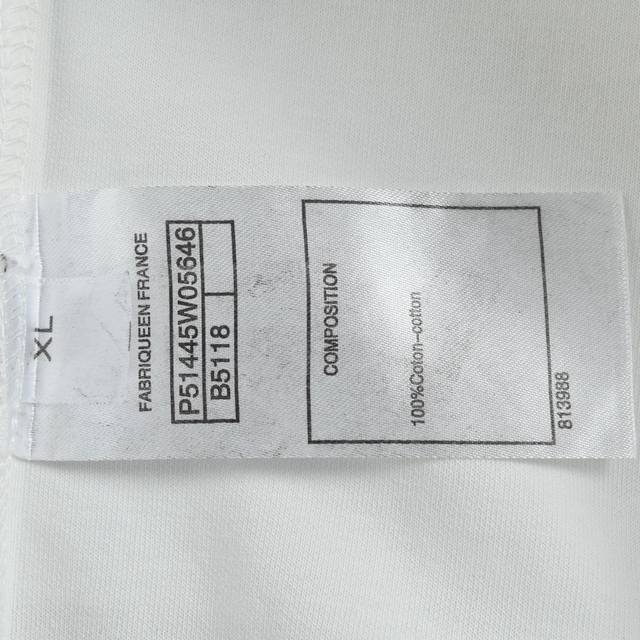 XL
FABRIQUEEN FRANCE
P51445W05646
B5118
COMPOSITION
100%Coton-cotton
813988